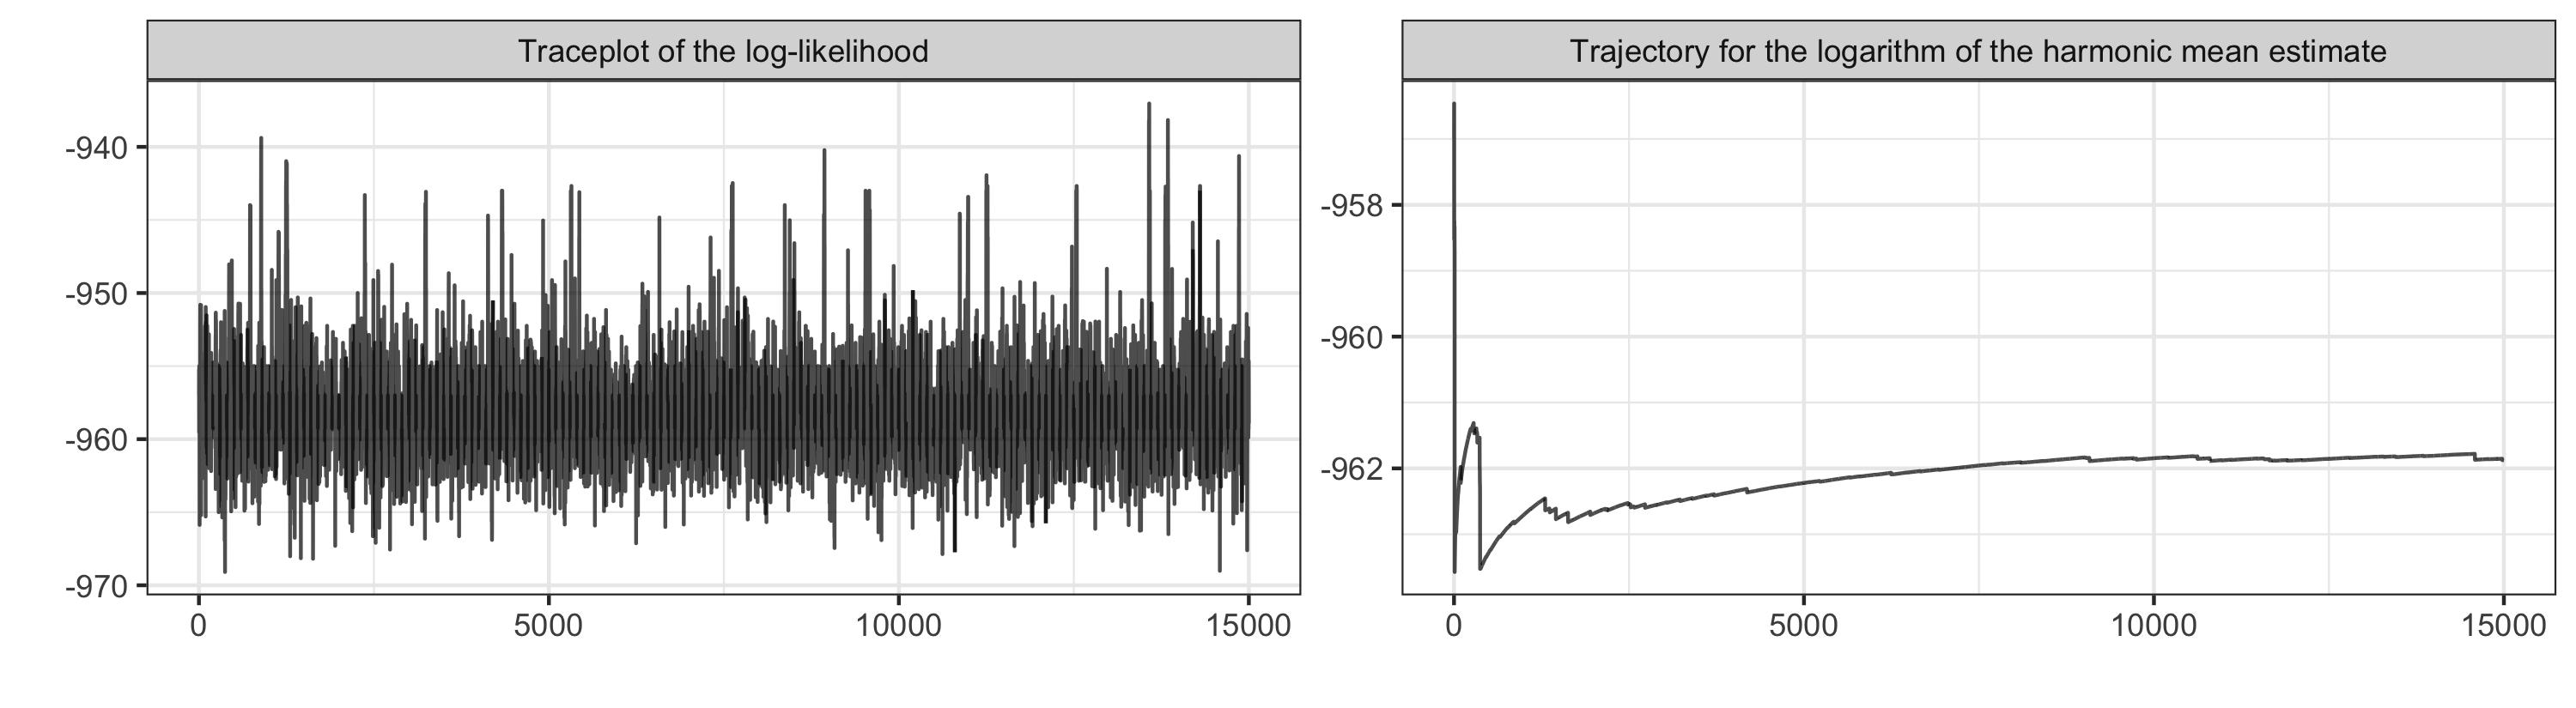 Traceplot of the log-likelihood
-940
-950
-960
-970
0 5000 10000 15000
Trajectory for the logarithm of the harmonic mean estimate
-958
-960
-962
0 5000 10000 15000